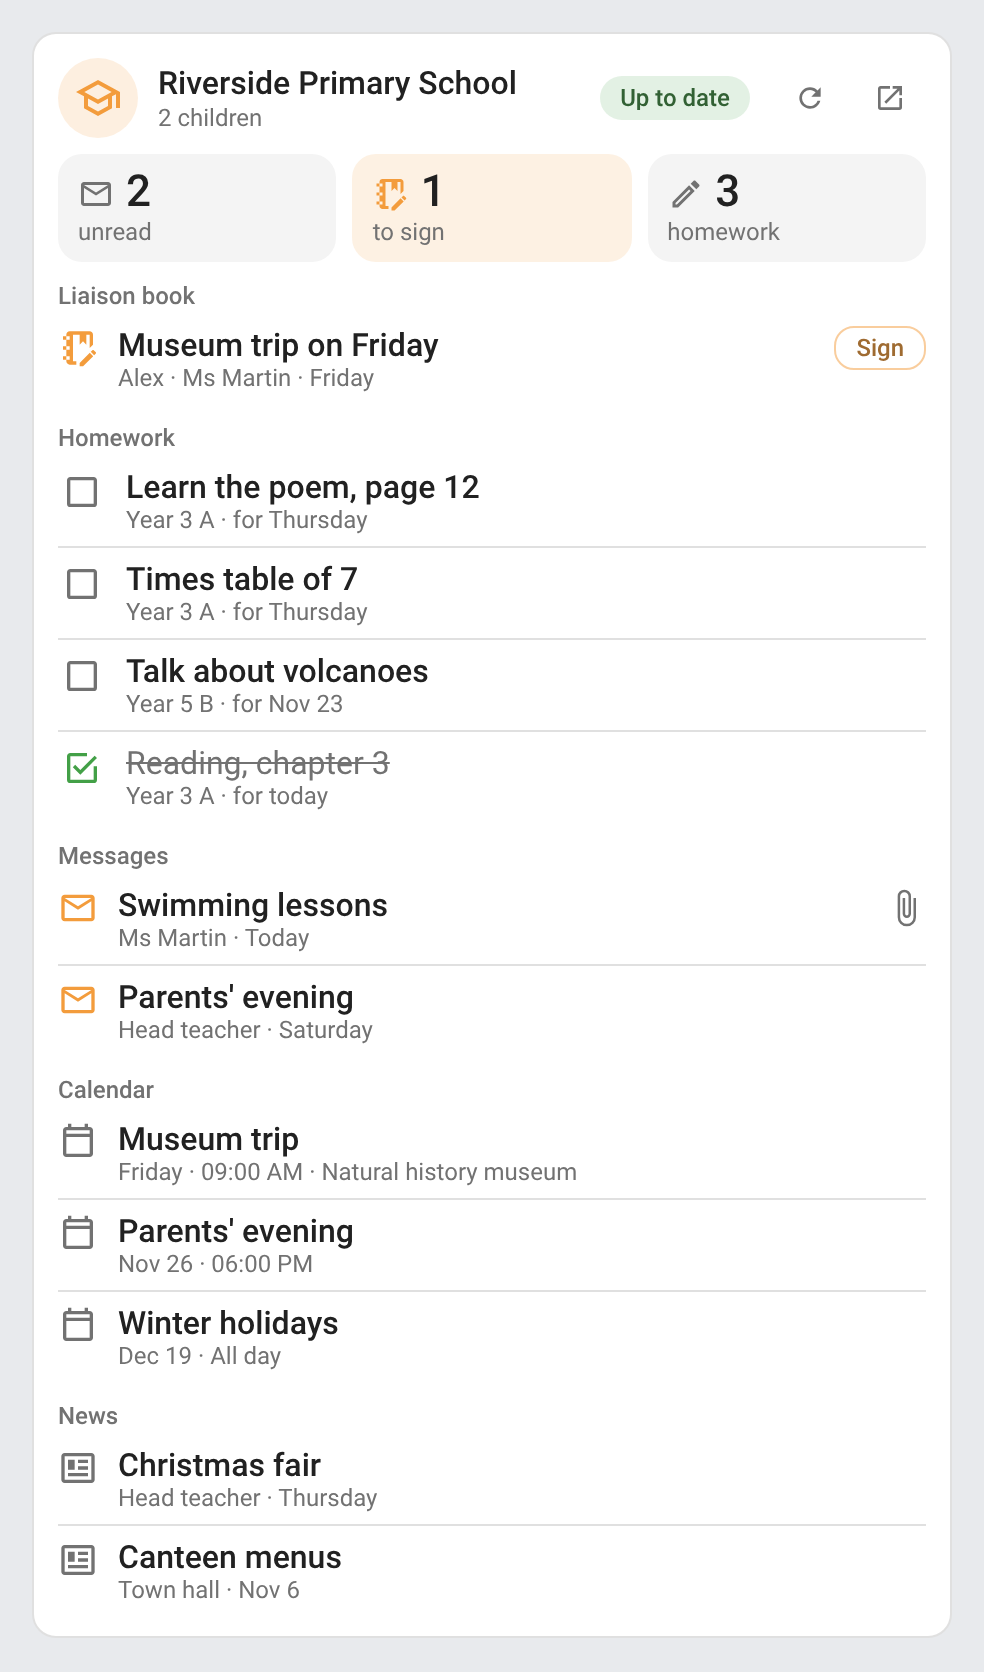 Riverside Primary School
2 children
Up to date
2
unread
1
to sign
3
homework
Liaison book
Museum trip on Friday
Alex · Ms Martin · Friday
Sign
Homework
Learn the poem, page 12
Year 3 A · for Thursday
Times table of 7
Year 3 A · for Thursday
Talk about volcanoes
Year 5 B · for Nov 23
Reading, chapter 3
Year 3 A · for today
Messages
Swimming lessons
Ms Martin · Today
Parents' evening
Head teacher · Saturday
Calendar
Museum trip
Friday · 09:00 AM · Natural history museum
Parents' evening
Nov 26 · 06:00 PM
Winter holidays
Dec 19 · All day
News
Christmas fair
Head teacher · Thursday
Canteen menus
Town hall · Nov 6